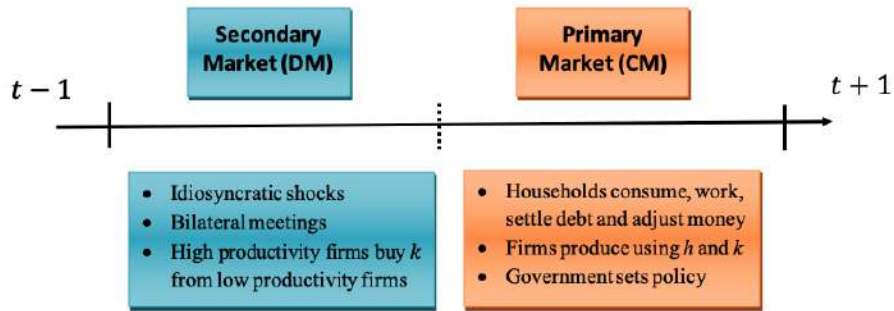 Secondary
Market (DM)
Primary
Market (CM)
t − 1
t + 1
• Idiosyncratic shocks
• Bilateral meetings
• High productivity firms buy k
from low productivity firms
• Households consume, work,
settle debt and adjust money
• Firms produce using h and k
• Government sets policy